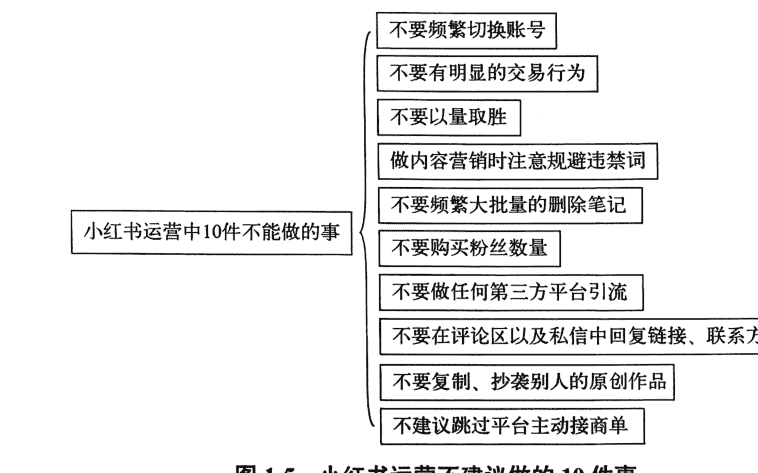 不要频繁切换账号
不要有明显的交易行为
不要以量取胜
做内容营销时注意规避违禁词
不要频繁大批量的删除笔记
小红书运营中10件不能做的事
不要购买粉丝数量
不要做任何第三方平台引流
不要在评论区以及私信中回复链接、联系方
不要复制、抄袭别人的原创作品
不建议跳过平台主动接商单
图 1-5 小红书运营不建议做的 10 件事